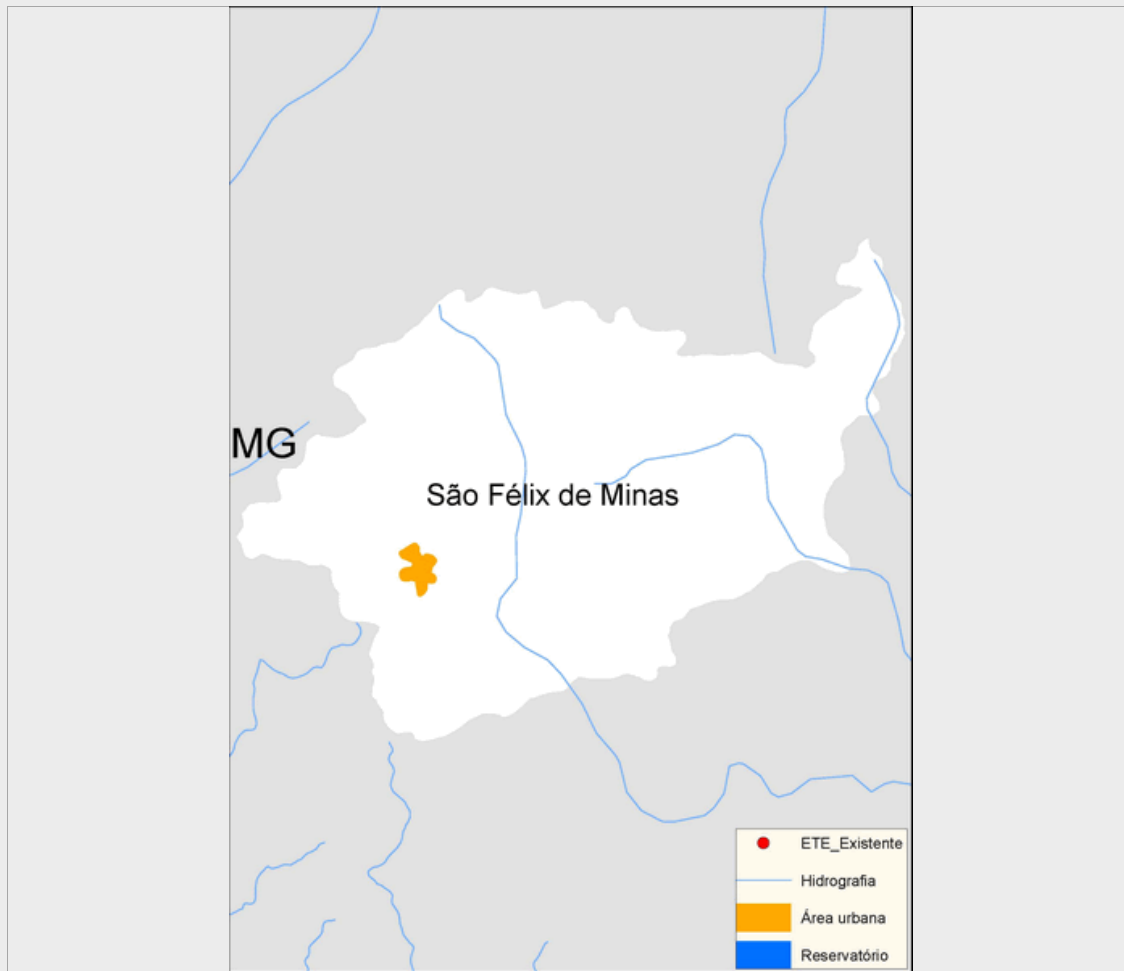 MG
São Félix de Minas
ETE_Existente
Hidrografia
Área urbana
Reservatório